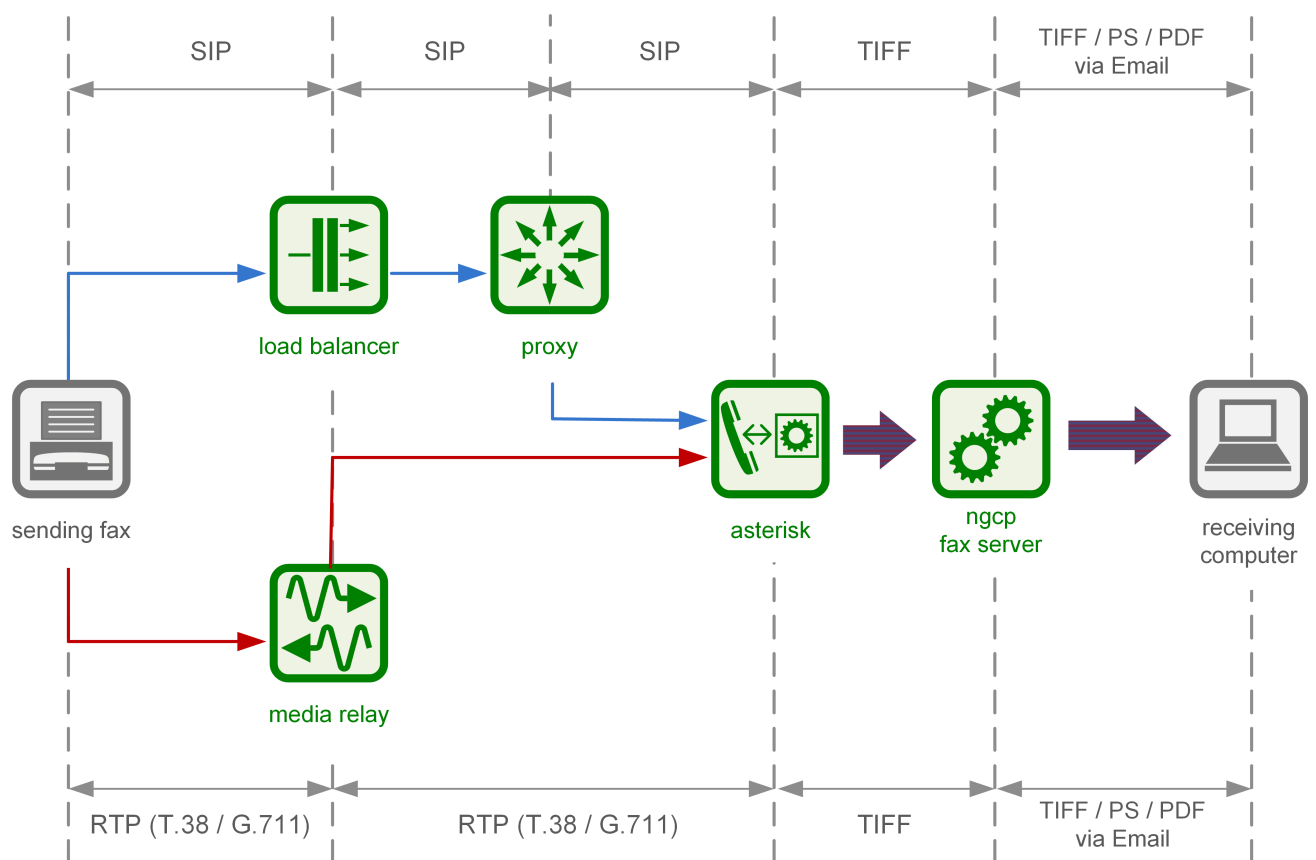 SIP
SIP
SIP
TIFF
TIFF / PS / PDF
via Email
load balancer
proxy
sending fax
asterisk
ngcp
fax server
receiving
computer
media relay
RTP (T.38 / G.711)
RTP (T.38 / G.711)
TIFF
TIFF / PS / PDF
via Email